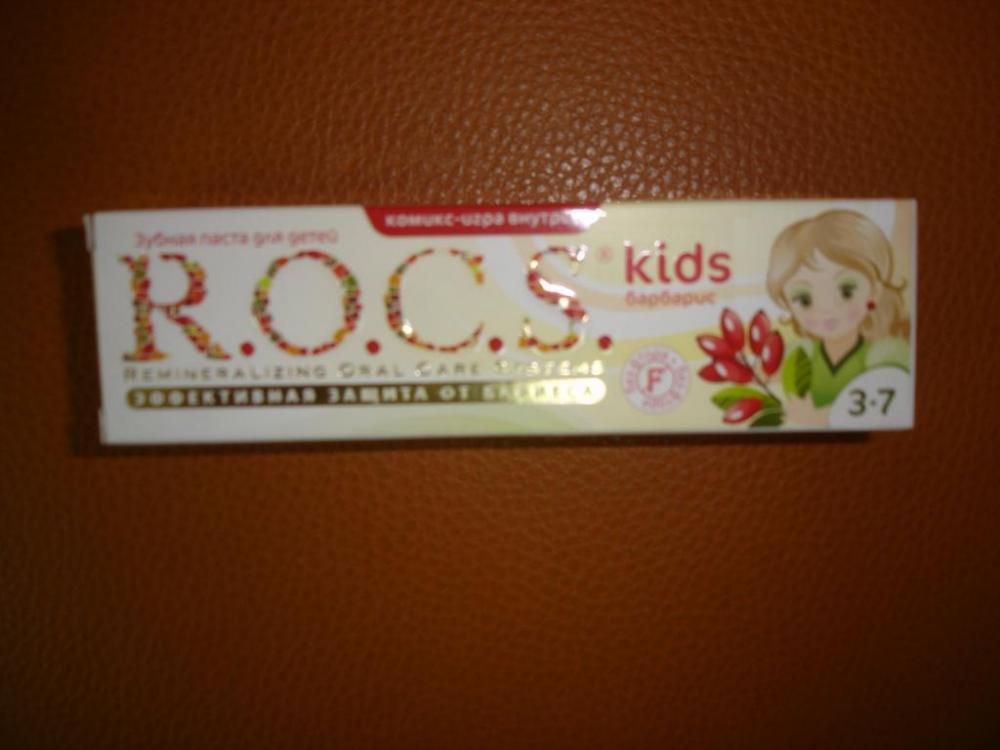 комикс-игра внутри
Зубная паста для детей
R.O.C.S.® kids
барбарис
REMINERALIZING ORAL CARE SYSTEMS
ЭФФЕКТИВНАЯ ЗАЩИТА ОТ КАРИЕСА
F
3-7